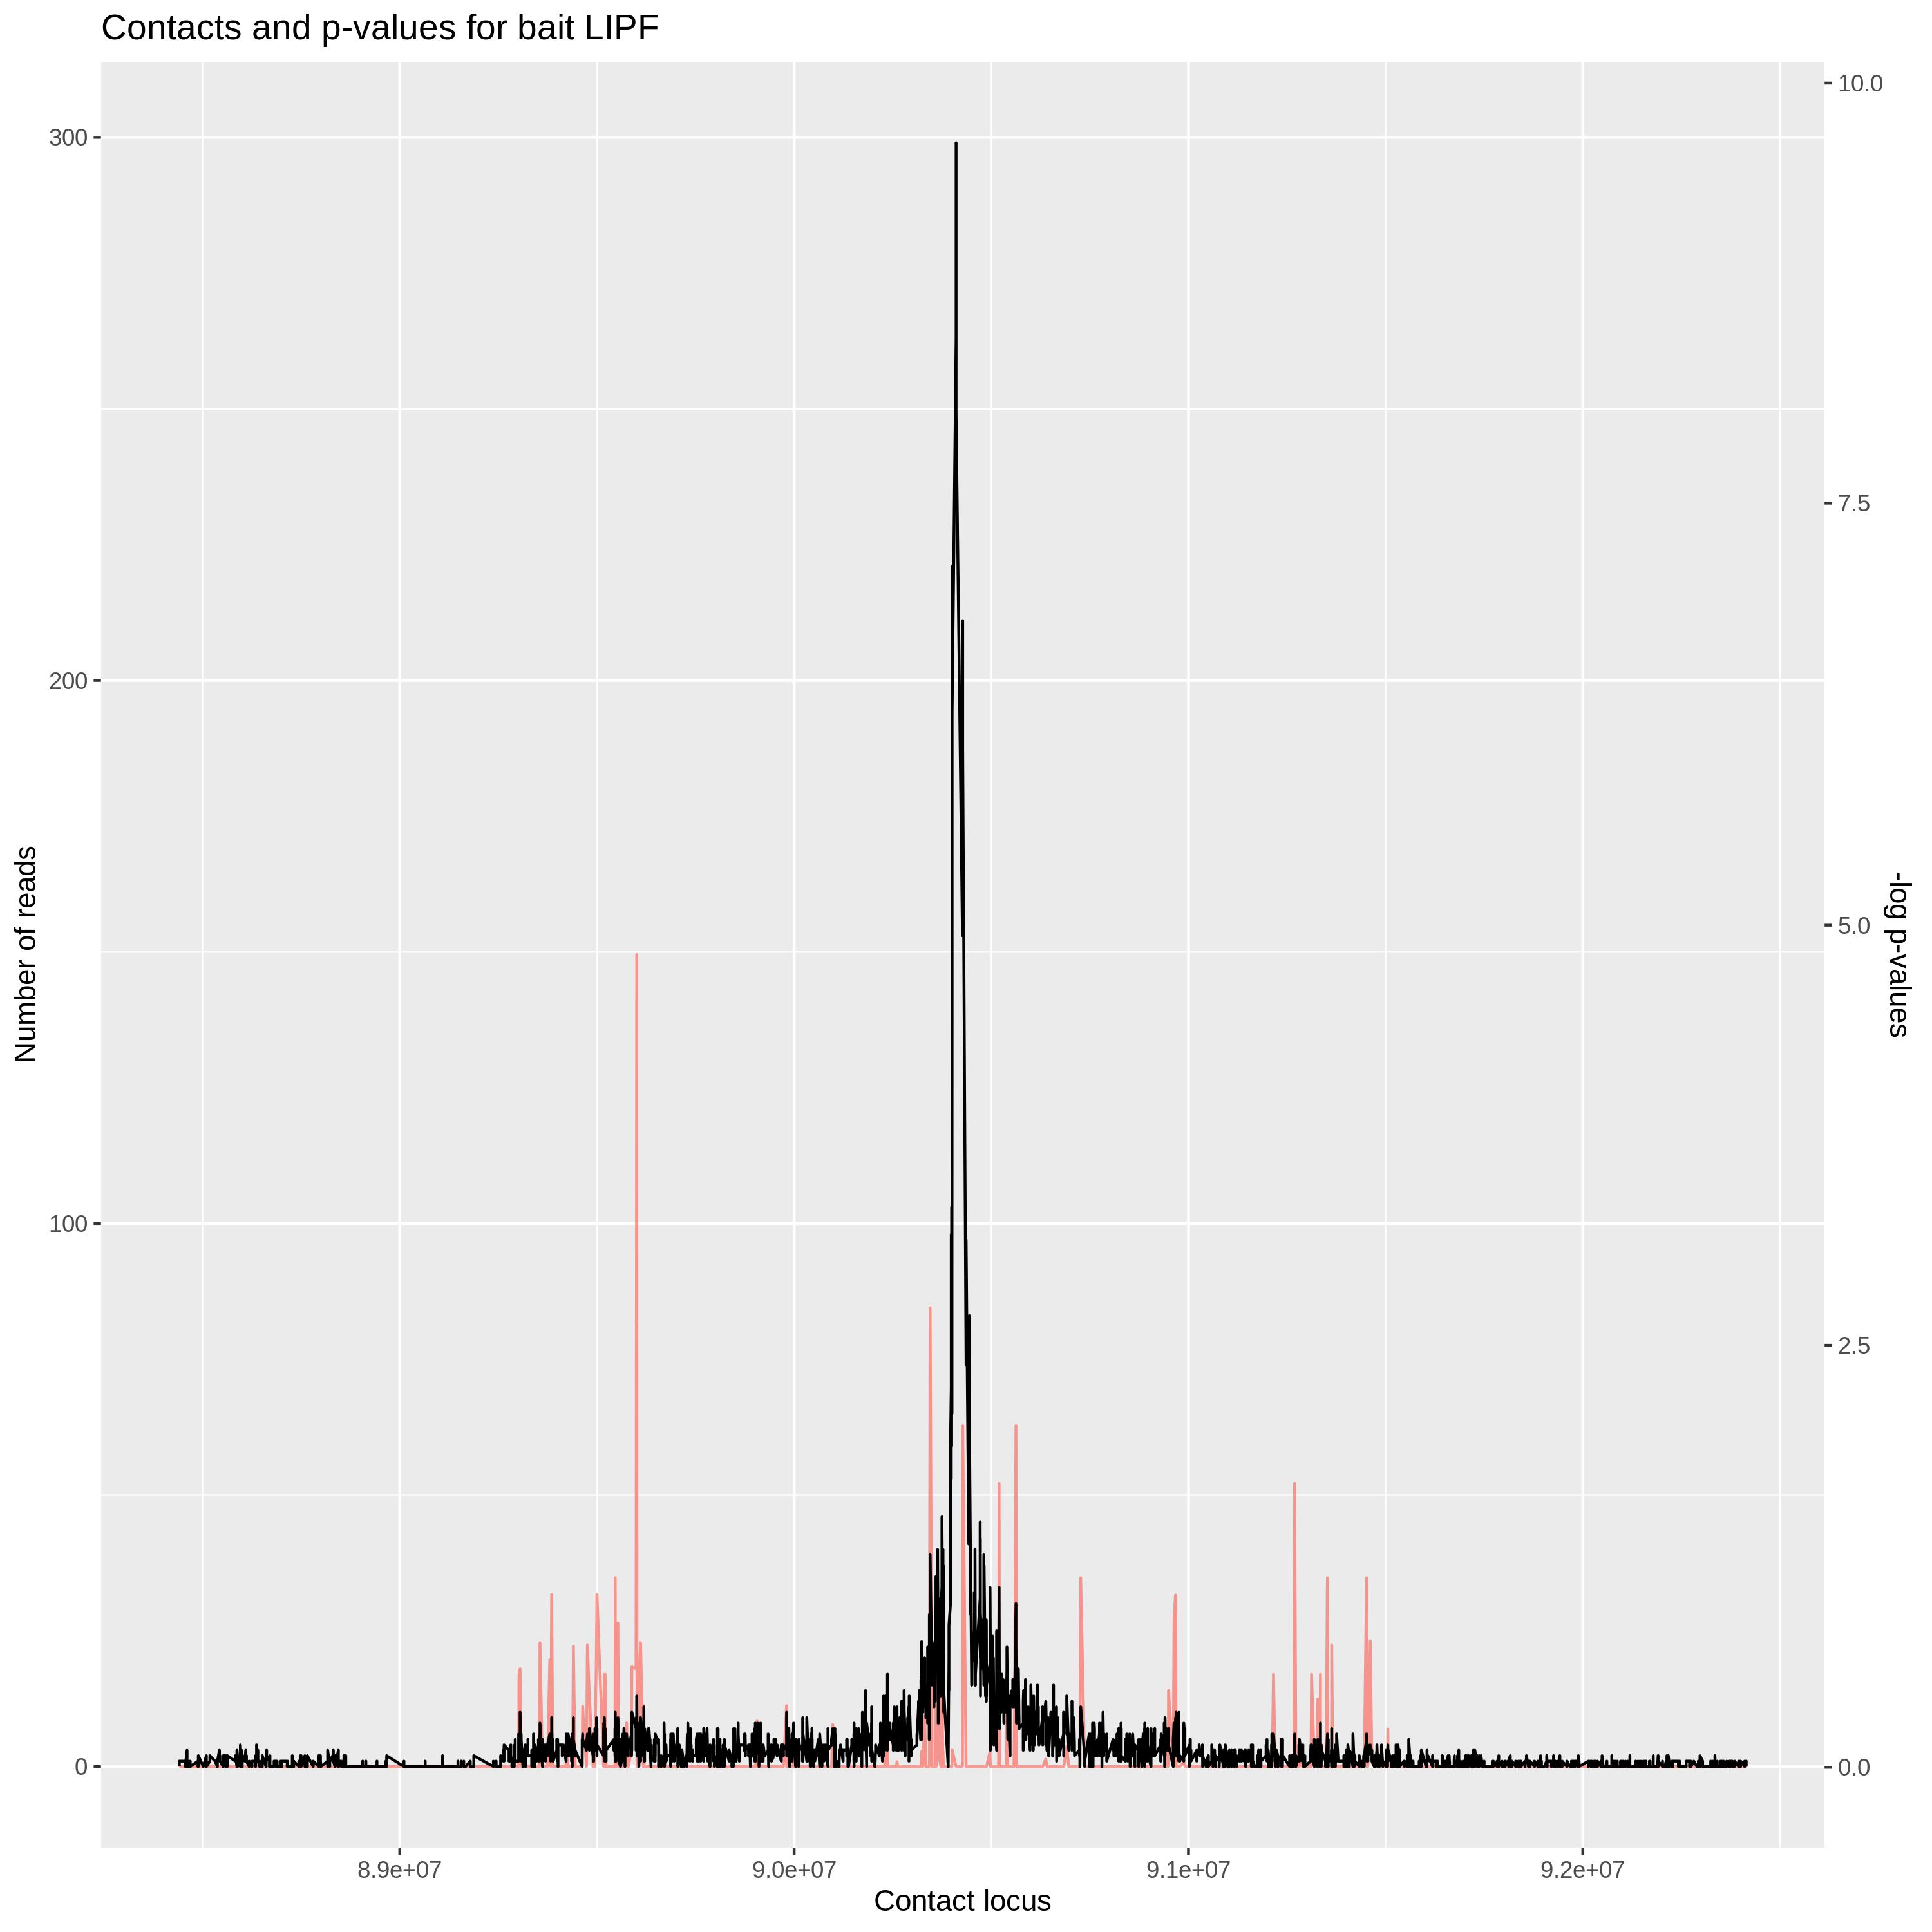 Contacts and p-values for bait LIPF
10.0
300
7.5
200
5.0
Number of reads
-log p-values
100
2.5
0
0.0
8.9e+07 9.0e+07 9.1e+07 9.2e+07
Contact locus